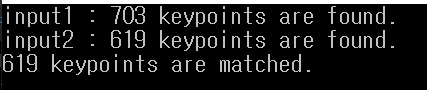 input1 : 703 keypoints are found.
input2 : 619 keypoints are found.
619 keypoints are matched.